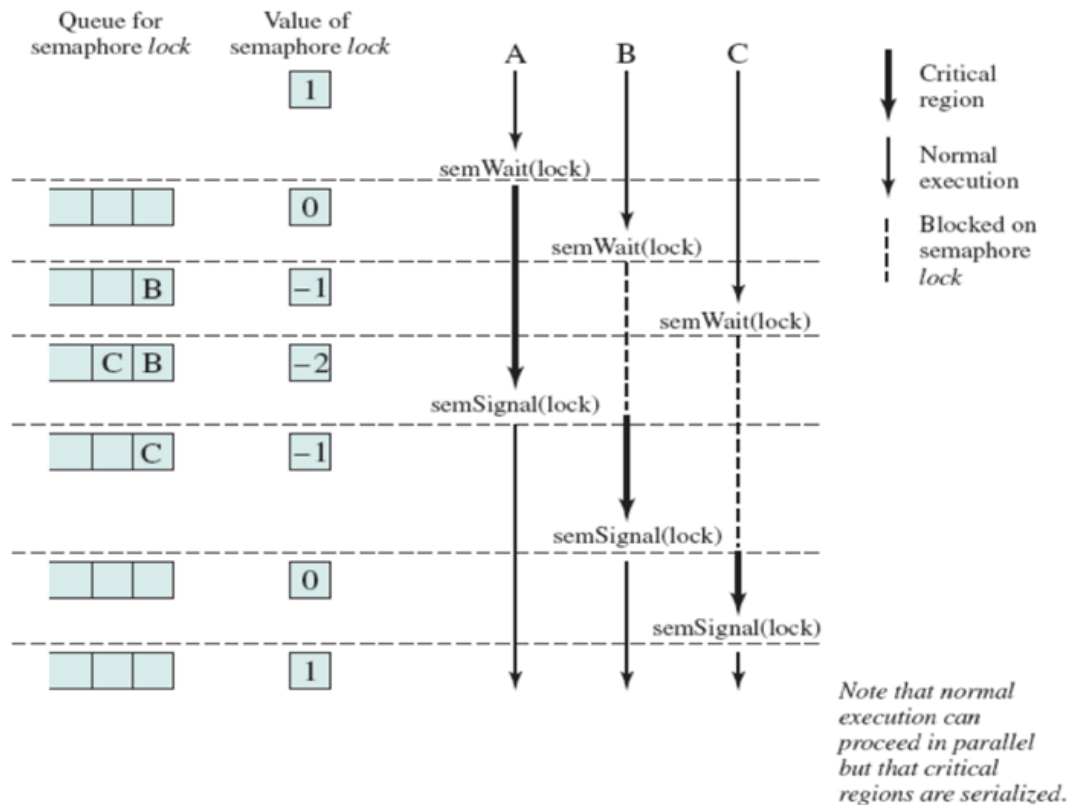 Queue for
semaphore lock
Value of
semaphore lock
A
B
C
1
Critical
region
Normal
execution
Blocked on
semaphore
lock
semWait(lock)
0
semWait(lock)
B
−1
semWait(lock)
C B
−2
semSignal(lock)
C
−1
semSignal(lock)
0
semSignal(lock)
1
Note that normal
execution can
proceed in parallel
but that critical
regions are serialized.